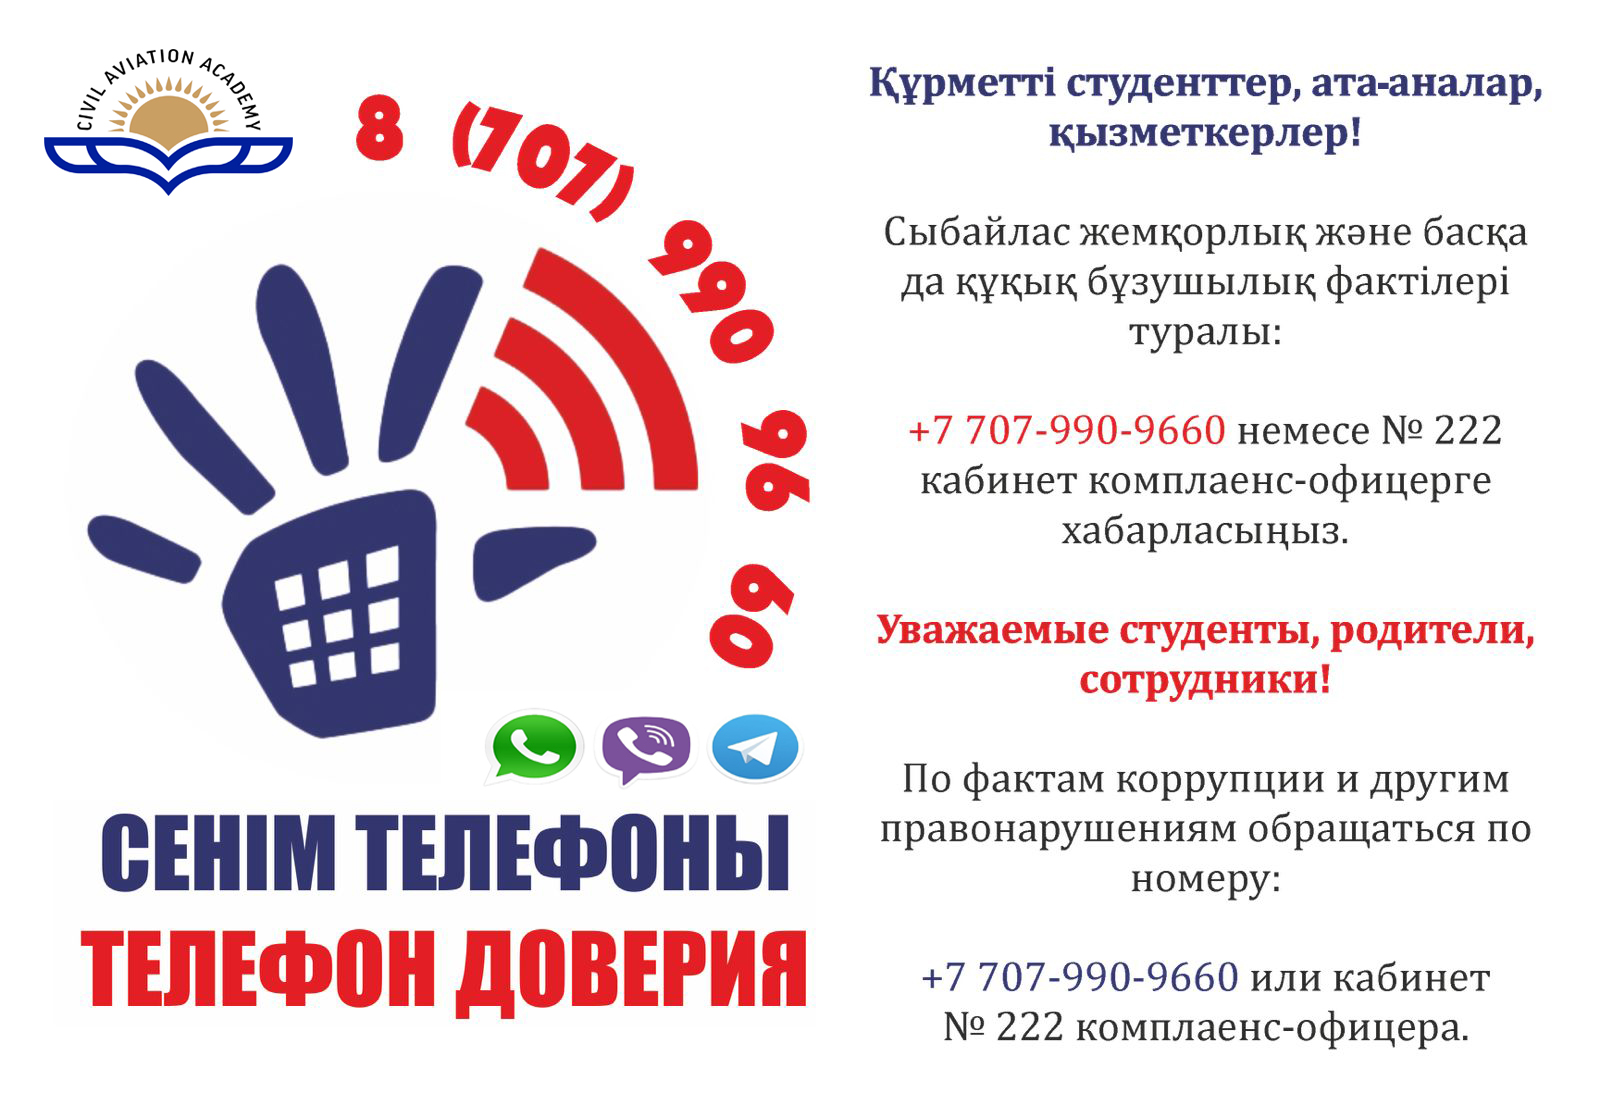 CIVIL AVIATION ACADEMY
8 (707) 990 96 60
СЕНІМ ТЕЛЕФОНЫ
ТЕЛЕФОН ДОВЕРИЯ
Құрметті студенттер, ата-аналар,
қызметкерлер!
Сыбайлас жемқорлық және басқа
да құқық бұзушылық фактілері
туралы:
+7 707-990-9660 немесе № 222
кабинет комплаенс-офицерге
хабарласыңыз.
Уважаемые студенты, родители,
сотрудники!
По фактам коррупции и другим
правонарушениям обращаться по
номеру:
+7 707-990-9660 или кабинет
№ 222 комплаенс-офицера.